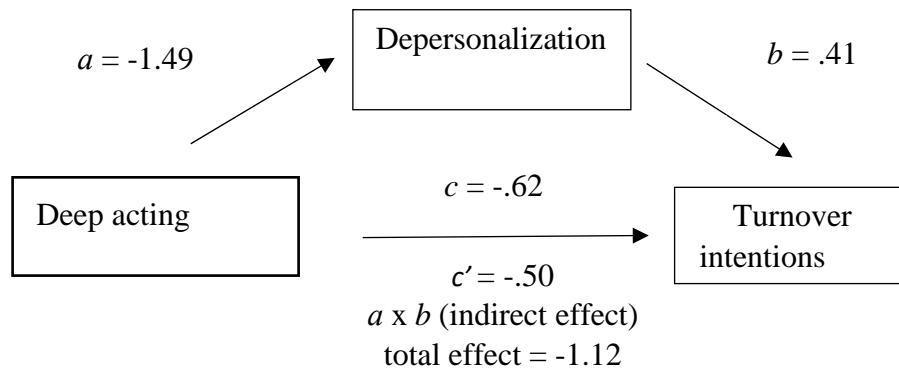 Depersonalization
a = -1.49
b = .41
c = -.62
Deep acting
Turnover
intentions
c′ = -.50
a x b (indirect effect)
total effect = -1.12